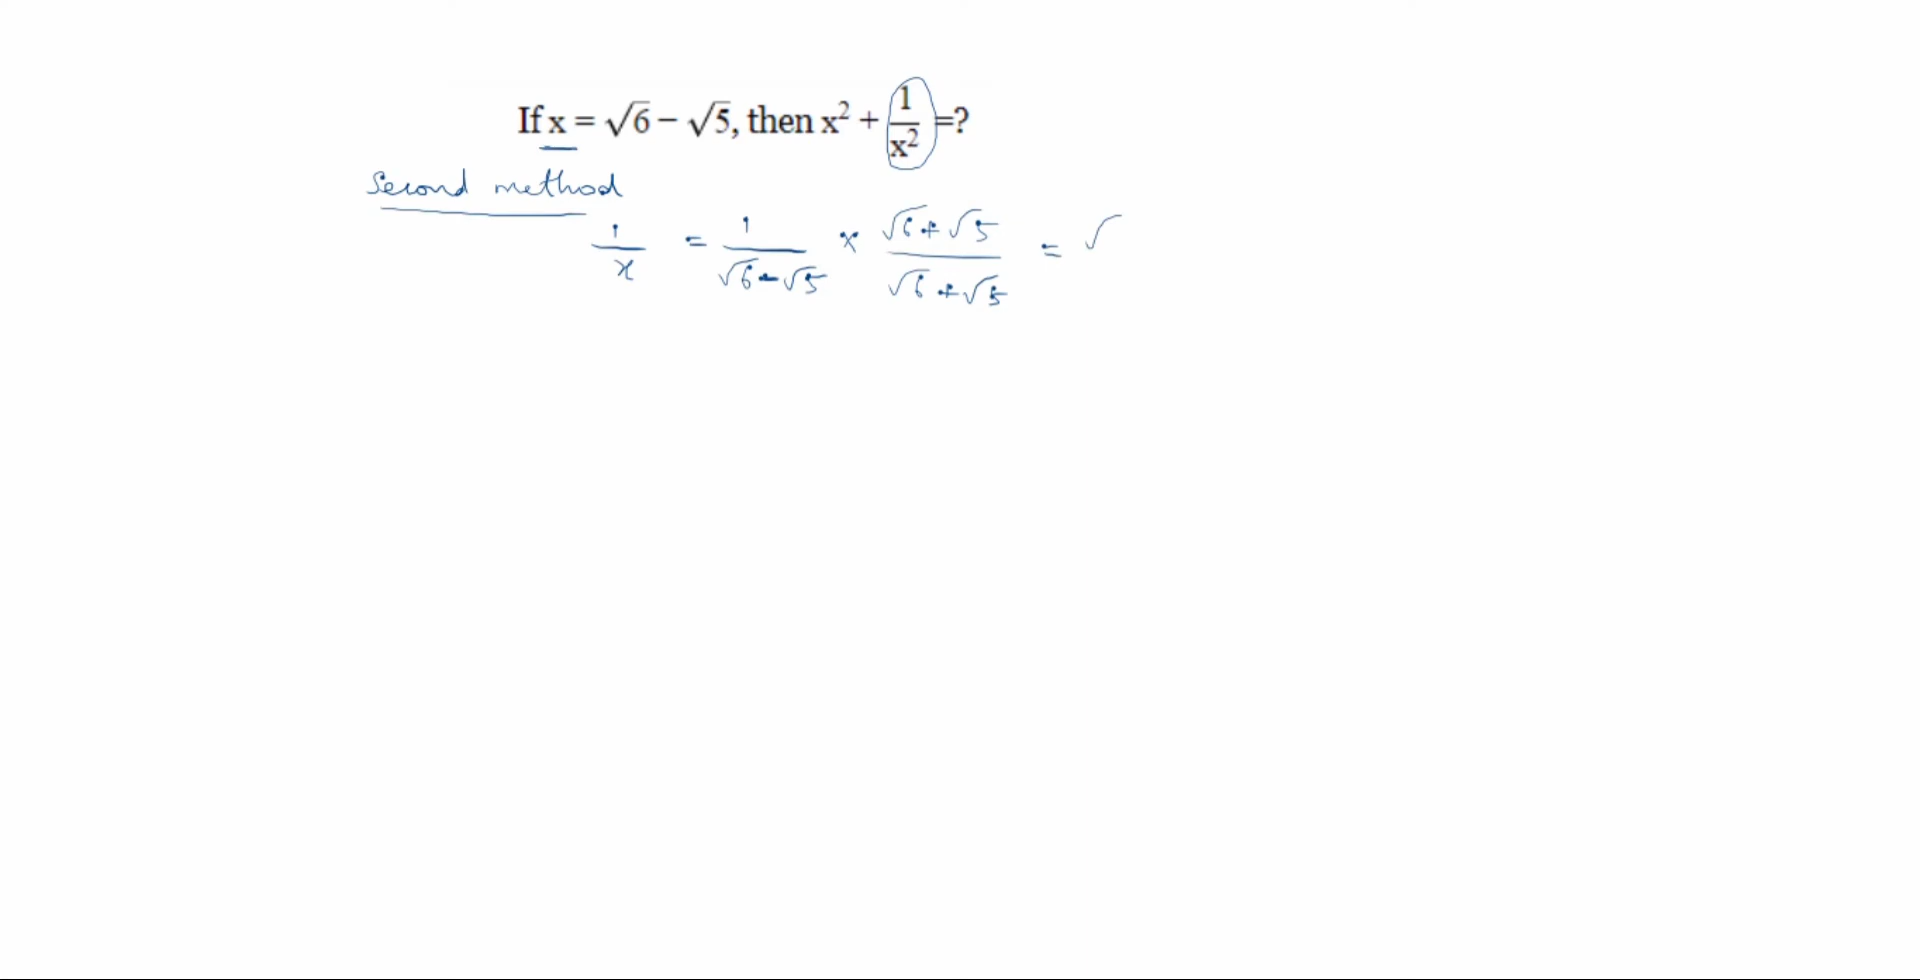 If x = √6 − √5, then x² + 1/x² =?
Second method
1/x = 1/(√6 - √5) × (√6 + √5)/(√6 + √5) = √